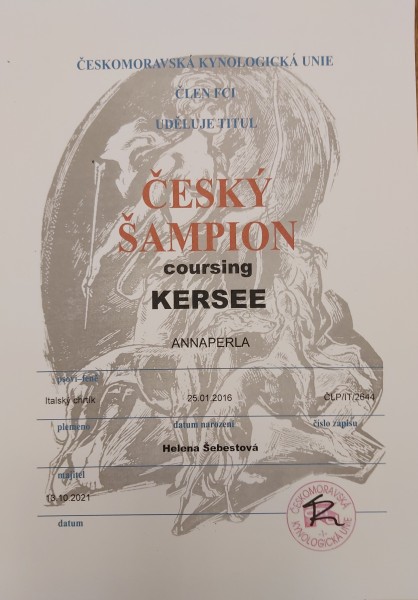 ČESKOMORAVSKÁ KYNOLOGICKÁ UNIE
ČLEN FCI
UDĚLUJE TITUL
ČESKÝ
ŠAMPION
coursing
KERSEE
ANNAPERLA
pes/fena
Italský chrtík 25.01.2016 ČLP/IT/2644
plemeno datum narození číslo zápisu
Helena Šebestová
majitel
13.10.2021
datum
ČESKOMORAVSKÁ
KYNOLOGICKÁ UNIE